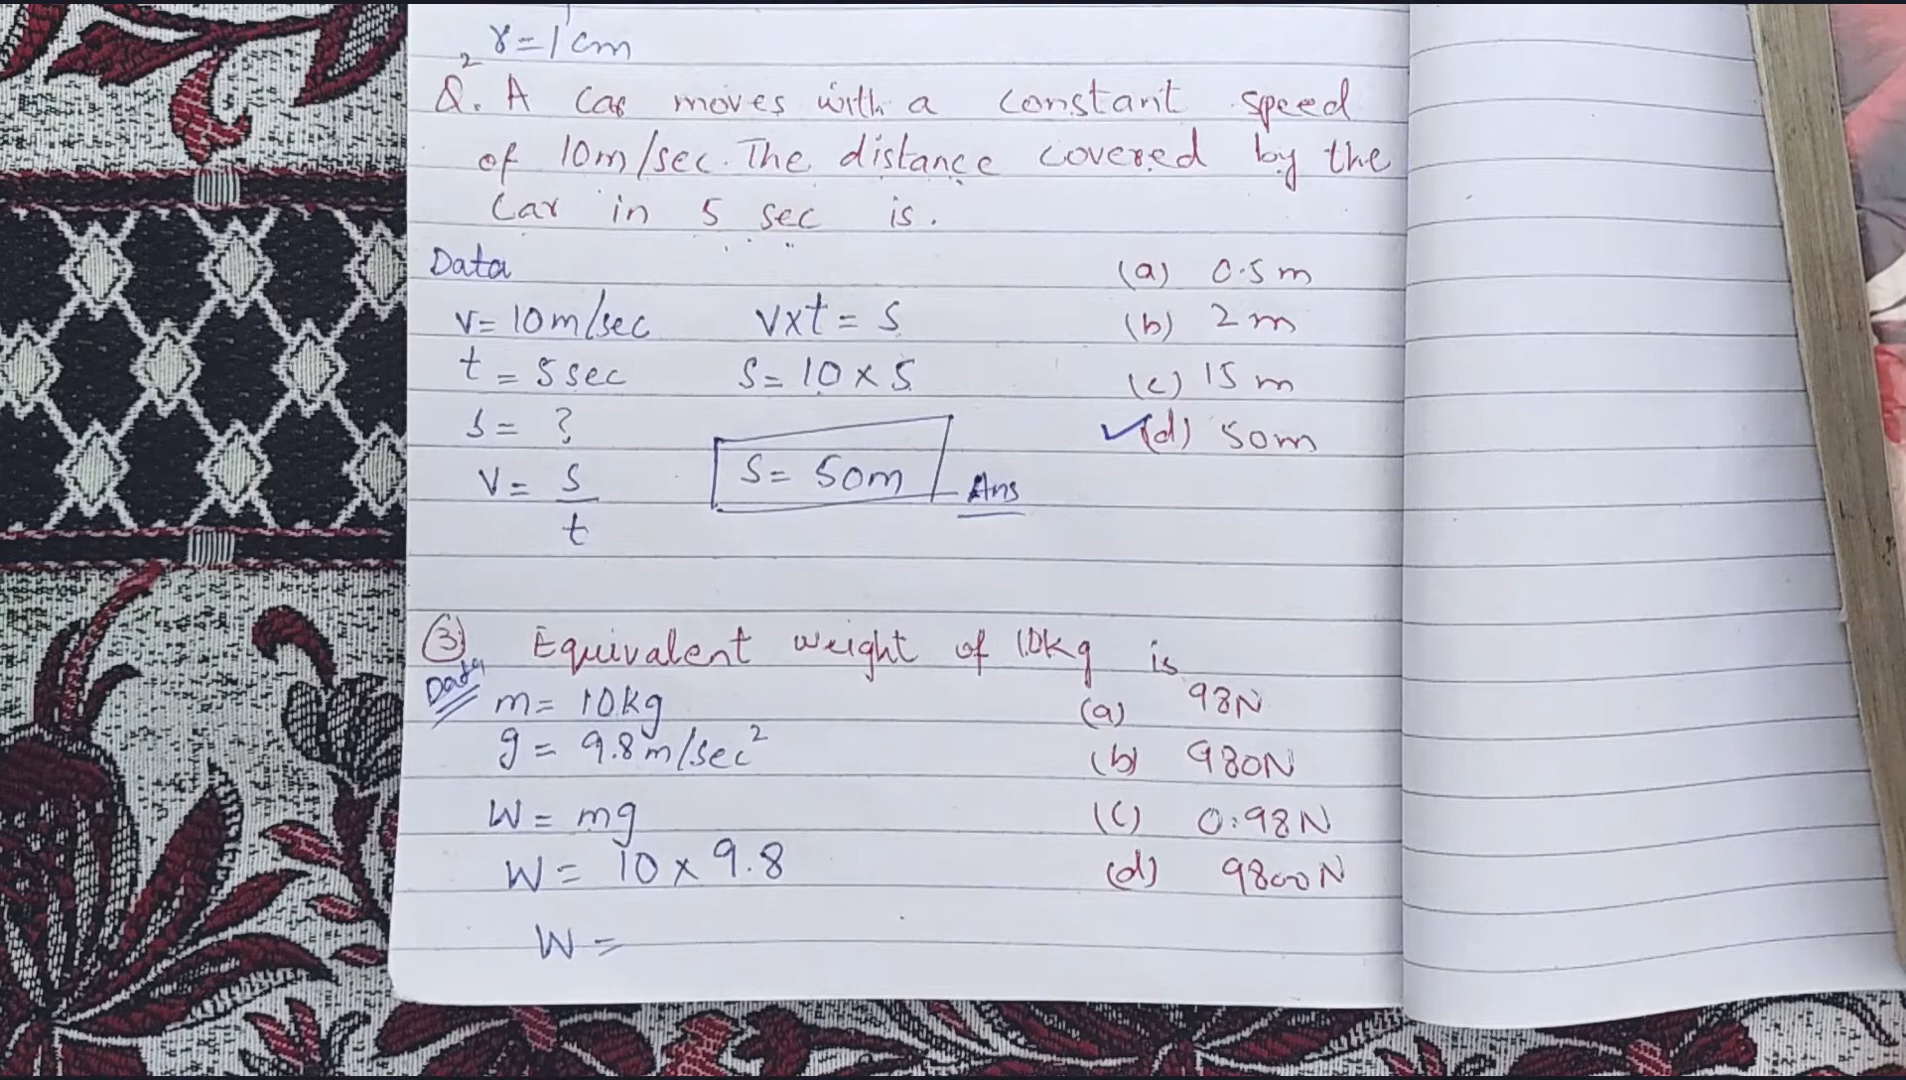 r = 1 cm
2
Q. A car moves with a constant speed
of 10m/sec. The distance covered by the
car in 5 sec is.
Data
(a) 0.5 m
v = 10 m/sec
v x t = S
(b) 2 m
t = 5 sec
S = 10 x 5
(c) 15 m
s = ?
(d) 50m
v = S
t
S = 50m
Ans
(3) Equivalent weight of 10kg is
Data
m = 10kg
(a) 98N
g = 9.8 m/sec²
(b) 980N
W = mg
(c) 0.98N
W = 10 x 9.8
(d) 9800N
W =